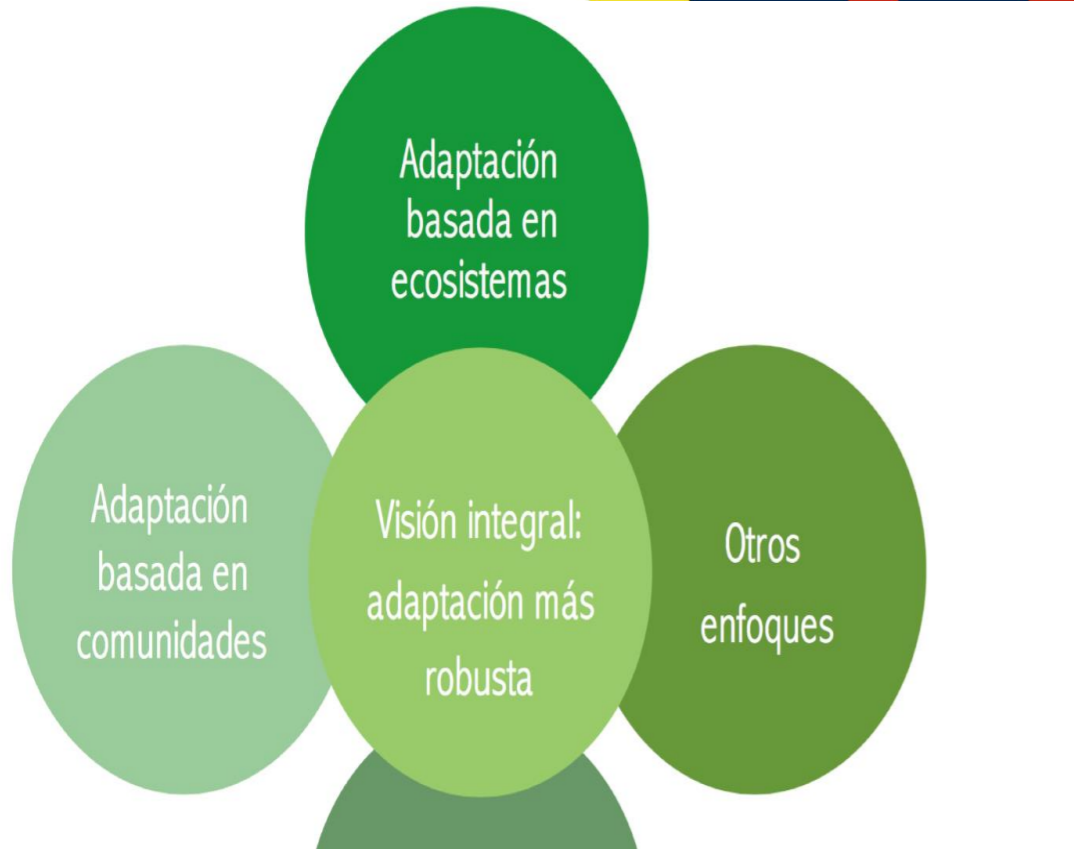 Adaptación
basada en
ecosistemas
Adaptación
basada en
comunidades
Visión integral:
adaptación más
robusta
Otros
enfoques